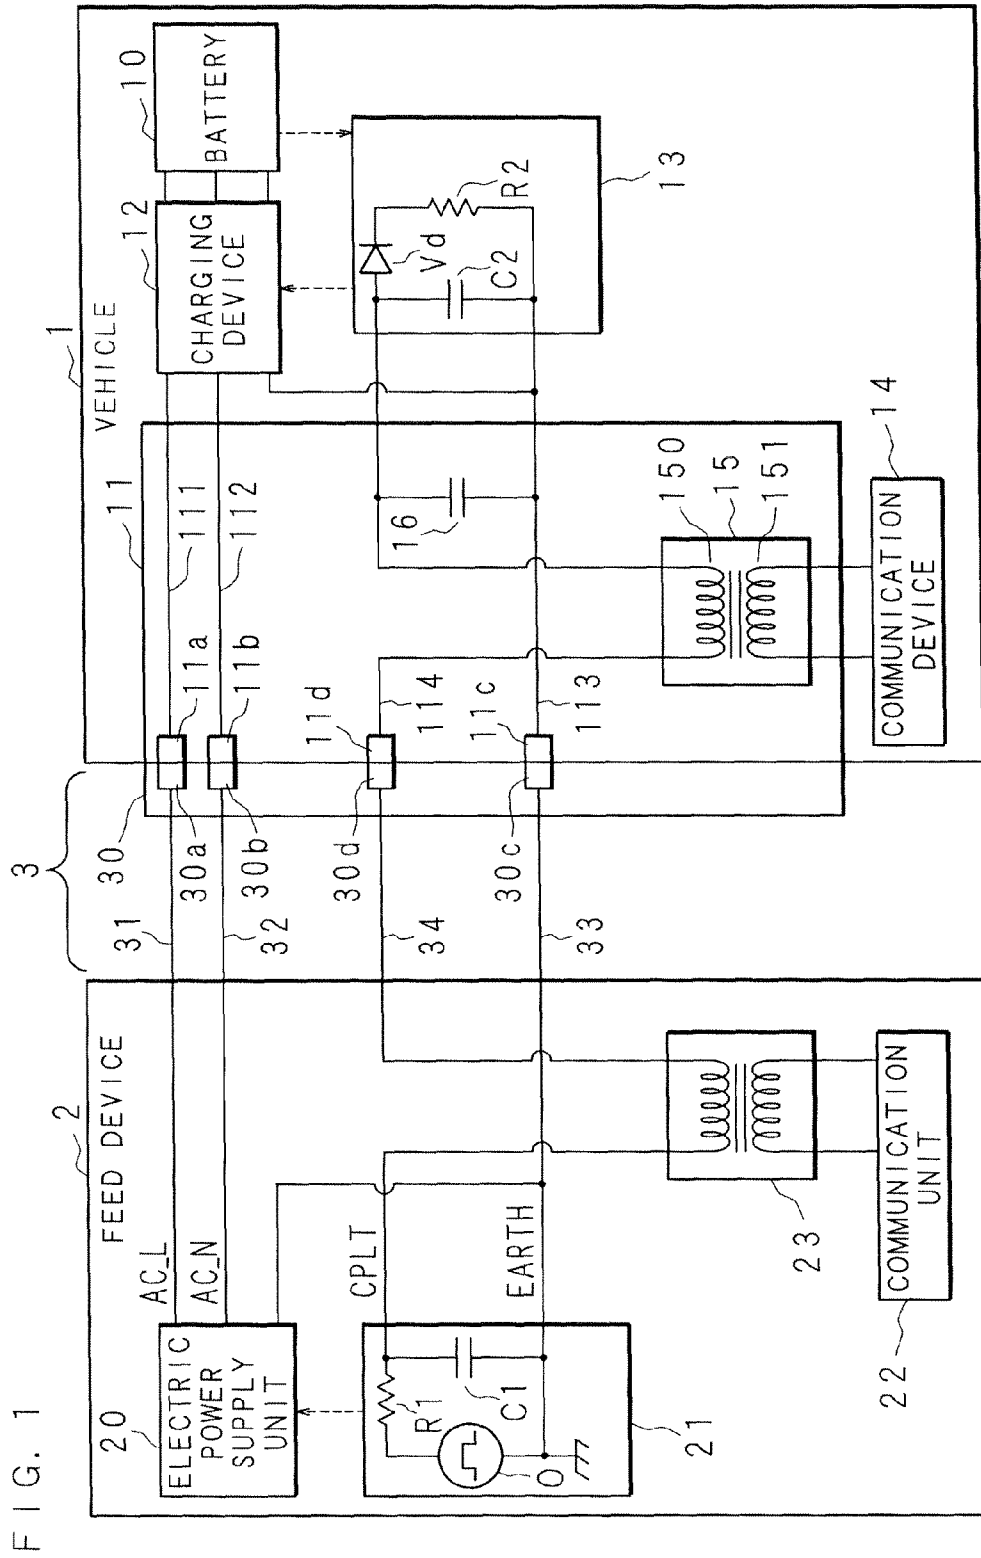 FIG. 1
2
FEED DEVICE
3
1
VEHICLE
20
ELECTRIC
POWER
SUPPLY
UNIT
AC_L
AC_N
31
32
30
30a
30b
11a
11b
11
111
112
12
CHARGING
DEVICE
10
BATTERY
CPLT
EARTH
R1
C1
O
21
34
33
30d
30c
11d
11c
114
113
16
Vd
R2
C2
13
23
22
COMMUNICATION
UNIT
150
15
151
14
COMMUNICATION
DEVICE